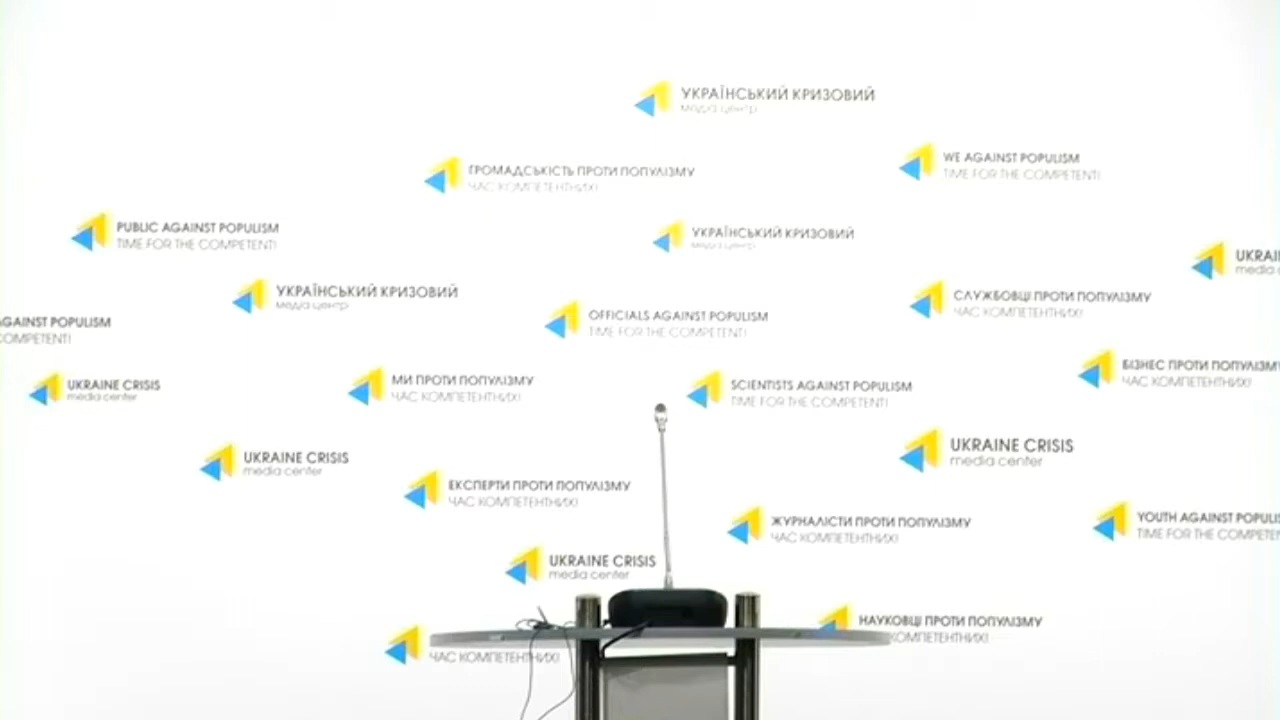 УКРАЇНСЬКИЙ КРИЗОВИЙ
медіа центр
WE AGAINST POPULISM
TIME FOR THE COMPETENT!
ГРОМАДСЬКІСТЬ ПРОТИ ПОПУЛІЗМУ
ЧАС КОМПЕТЕНТНИХ!
PUBLIC AGAINST POPULISM
TIME FOR THE COMPETENT!
УКРАЇНСЬКИЙ КРИЗОВИЙ
медіа центр
UKRAI
media
УКРАЇНСЬКИЙ КРИЗОВИЙ
медіа центр
СЛУЖБОВЦІ ПРОТИ ПОПУЛІЗМУ
ЧАС КОМПЕТЕНТНИХ!
OFFICIALS AGAINST POPULISM
TIME FOR THE COMPETENT!
AGAINST POPULISM
COMPETENT!
БІЗНЕС ПРОТИ ПОПУЛІЗМУ
ЧАС КОМПЕТЕНТНИХ!
UKRAINE CRISIS
media center
МИ ПРОТИ ПОПУЛІЗМУ
ЧАС КОМПЕТЕНТНИХ!
SCIENTISTS AGAINST POPULISM
TIME FOR THE COMPETENT!
UKRAINE CRISIS
media center
UKRAINE CRISIS
media center
ЕКСПЕРТИ ПРОТИ ПОПУЛІЗМУ
ЧАС КОМПЕТЕНТНИХ!
ЖУРНАЛІСТИ ПРОТИ ПОПУЛІЗМУ
ЧАС КОМПЕТЕНТНИХ!
YOUTH AGAINST POPULIS
TIME FOR THE COMPETEN
UKRAINE CRISIS
media center
НАУКОВЦІ ПРОТИ ПОПУЛІЗМУ
КОМПЕТЕНТНИХ!
ЧАС КОМПЕТЕНТНИХ!